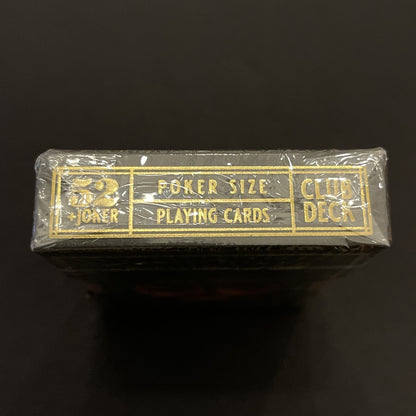 52
+JOKER
POKER SIZE
PLAYING CARDS
CLUB
DECK